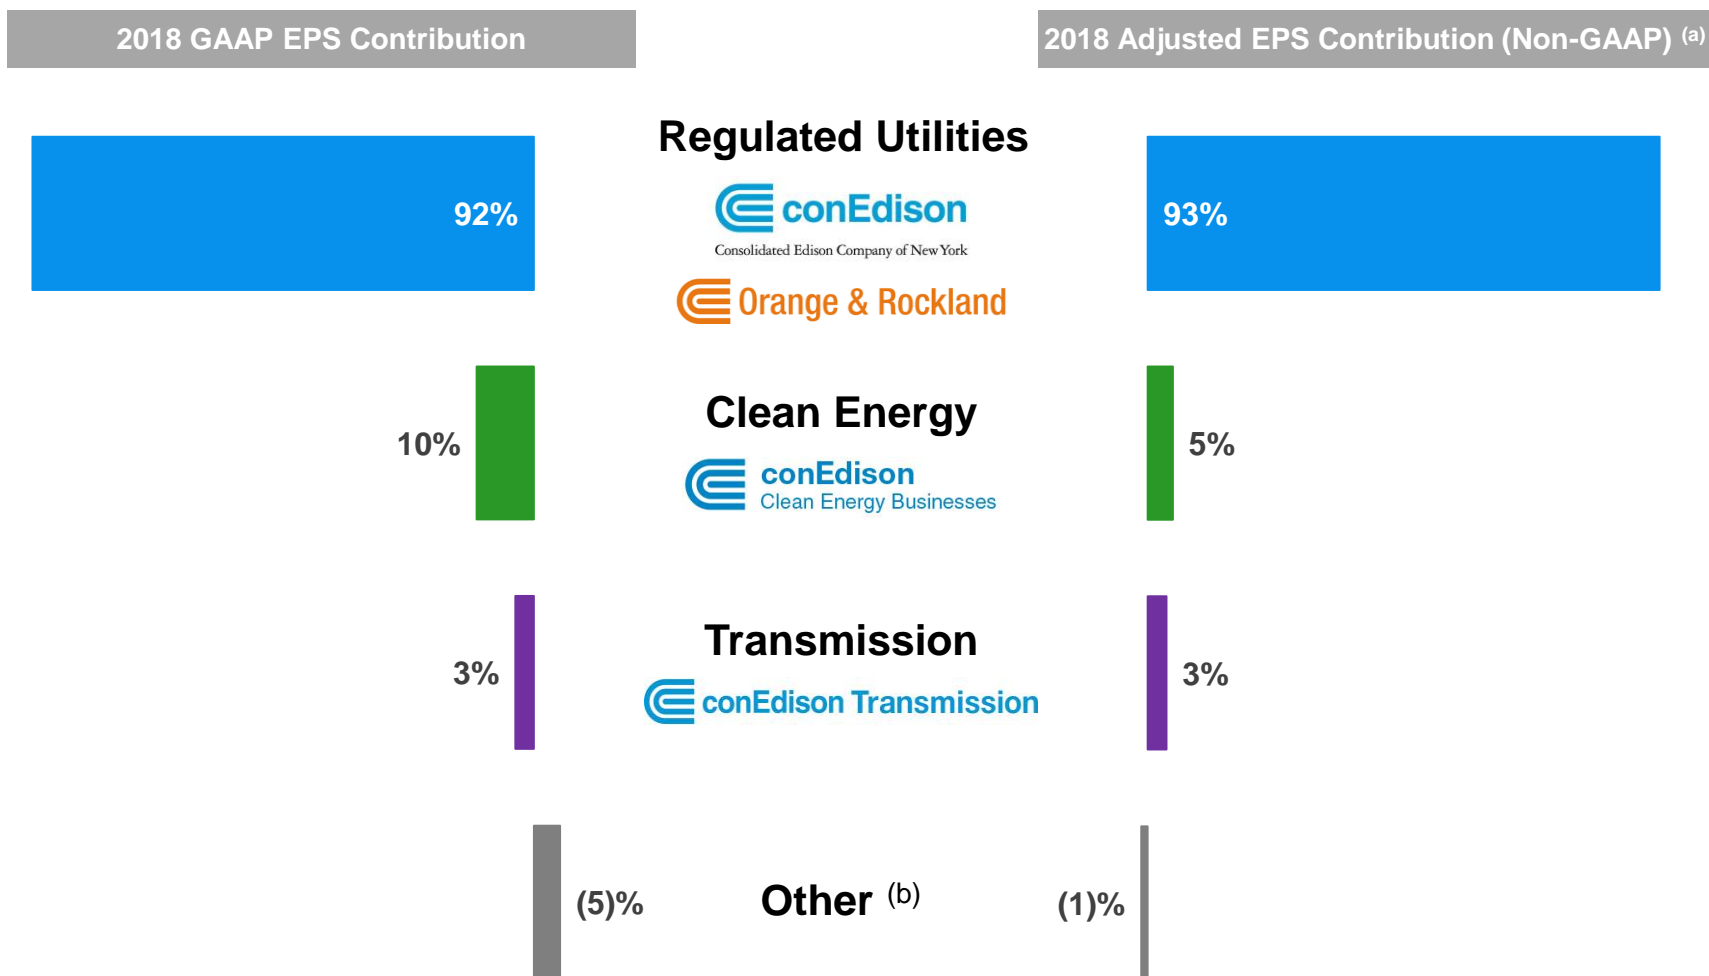 2018 GAAP EPS Contribution
2018 Adjusted EPS Contribution (Non-GAAP) (a)
Regulated Utilities
92%
conEdison
Consolidated Edison Company of New York
93%
Orange & Rockland
Clean Energy
10%
conEdison
Clean Energy Businesses
5%
Transmission
3%
conEdison Transmission
3%
(5)%
Other (b)
(1)%